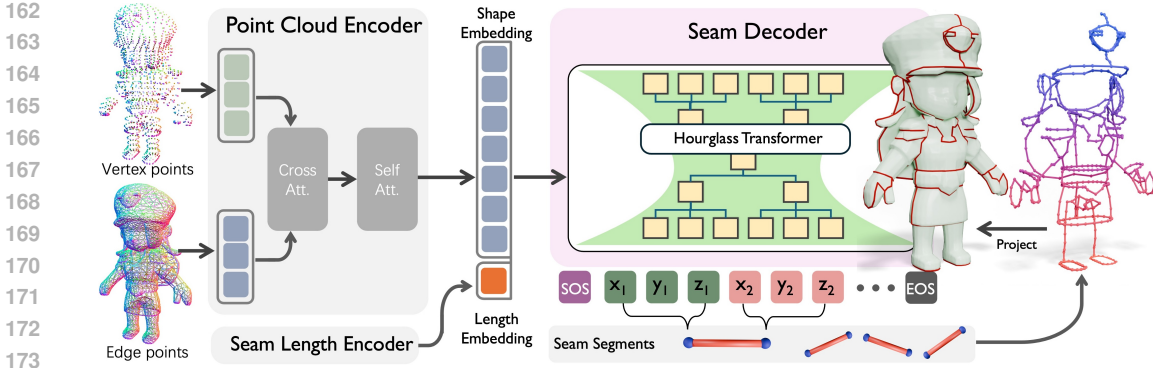 162
163
164
165
166
167
168
169
170
171
172
173
Point Cloud Encoder
Vertex points
Edge points
Cross
Att.
Self
Att.
Seam Length Encoder
Shape
Embedding
Length
Embedding
Seam Decoder
Hourglass Transformer
SOS x1 y1 z1 x2 y2 z2 EOS
Seam Segments
Project